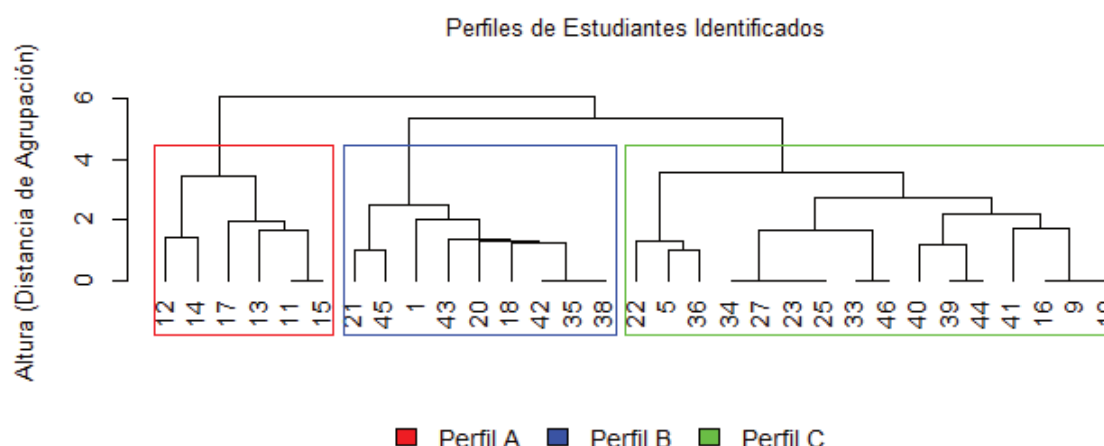 Perfiles de Estudiantes Identificados
Altura (Distancia de Agrupación)
6
4
2
0
12 14 17 13 11 15 21 45 1 43 20 18 42 35 38 22 5 36 34 27 23 25 33 46 40 39 44 41 16 9
Perfil A Perfil B Perfil C